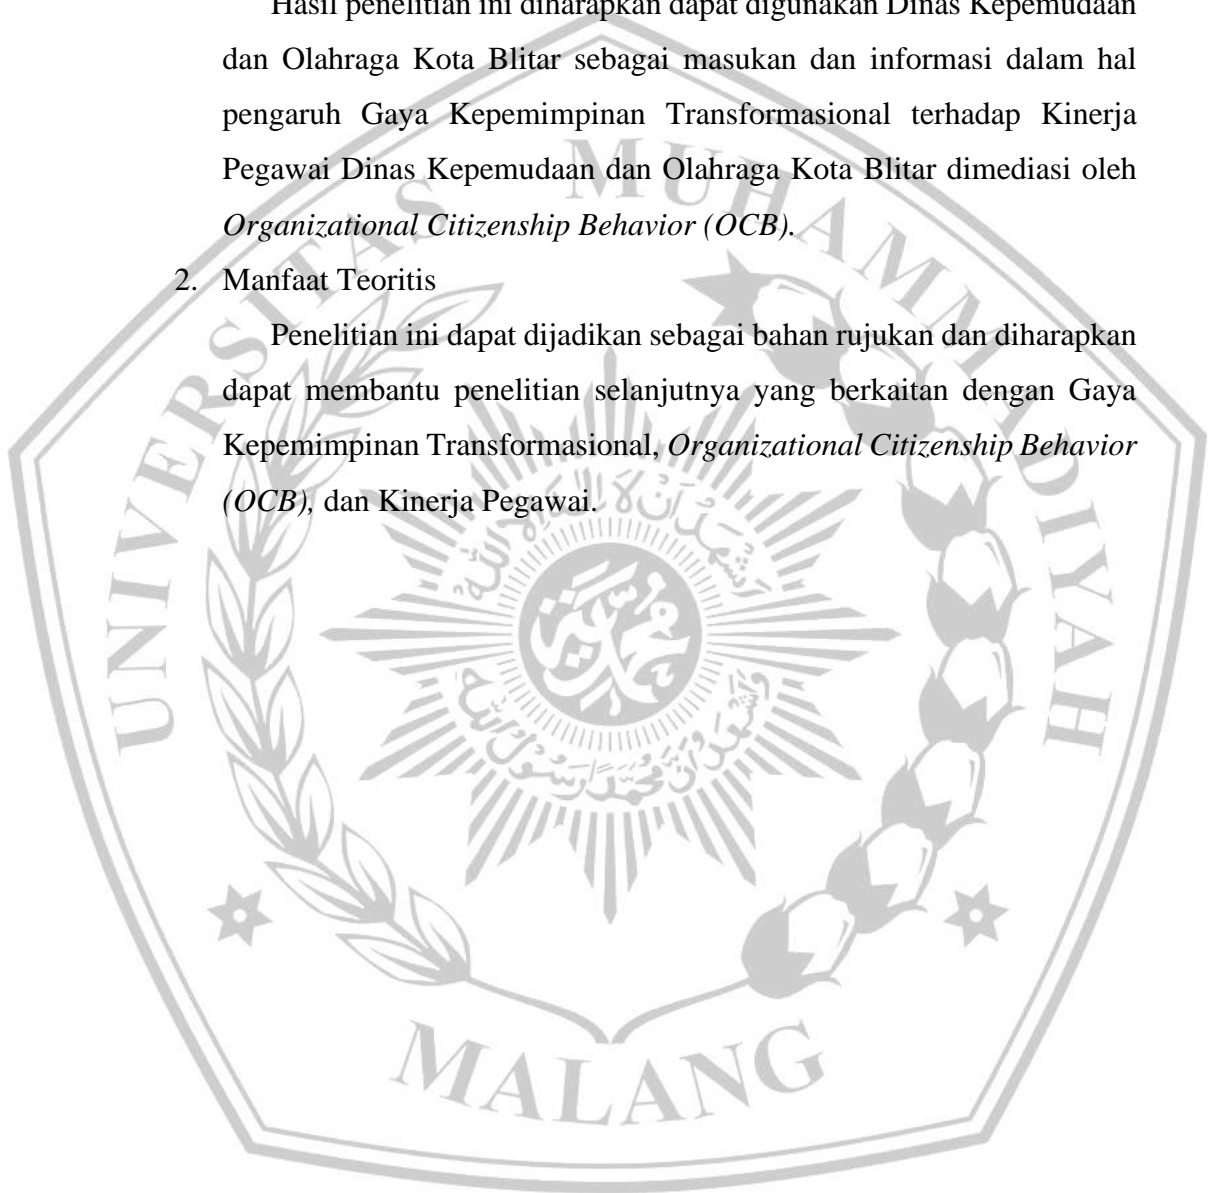 Hasil penelitian ini diharapkan dapat digunakan Dinas Kepemudaan
dan Olahraga Kota Blitar sebagai masukan dan informasi dalam hal
pengaruh Gaya Kepemimpinan Transformasional terhadap Kinerja
Pegawai Dinas Kepemudaan dan Olahraga Kota Blitar dimediasi oleh
Organizational Citizenship Behavior (OCB).
2. Manfaat Teoritis
Penelitian ini dapat dijadikan sebagai bahan rujukan dan diharapkan
dapat membantu penelitian selanjutnya yang berkaitan dengan Gaya
Kepemimpinan Transformasional, Organizational Citizenship Behavior
(OCB), dan Kinerja Pegawai.
UNIVERSITAS MUHAMMADIYAH
MALANG